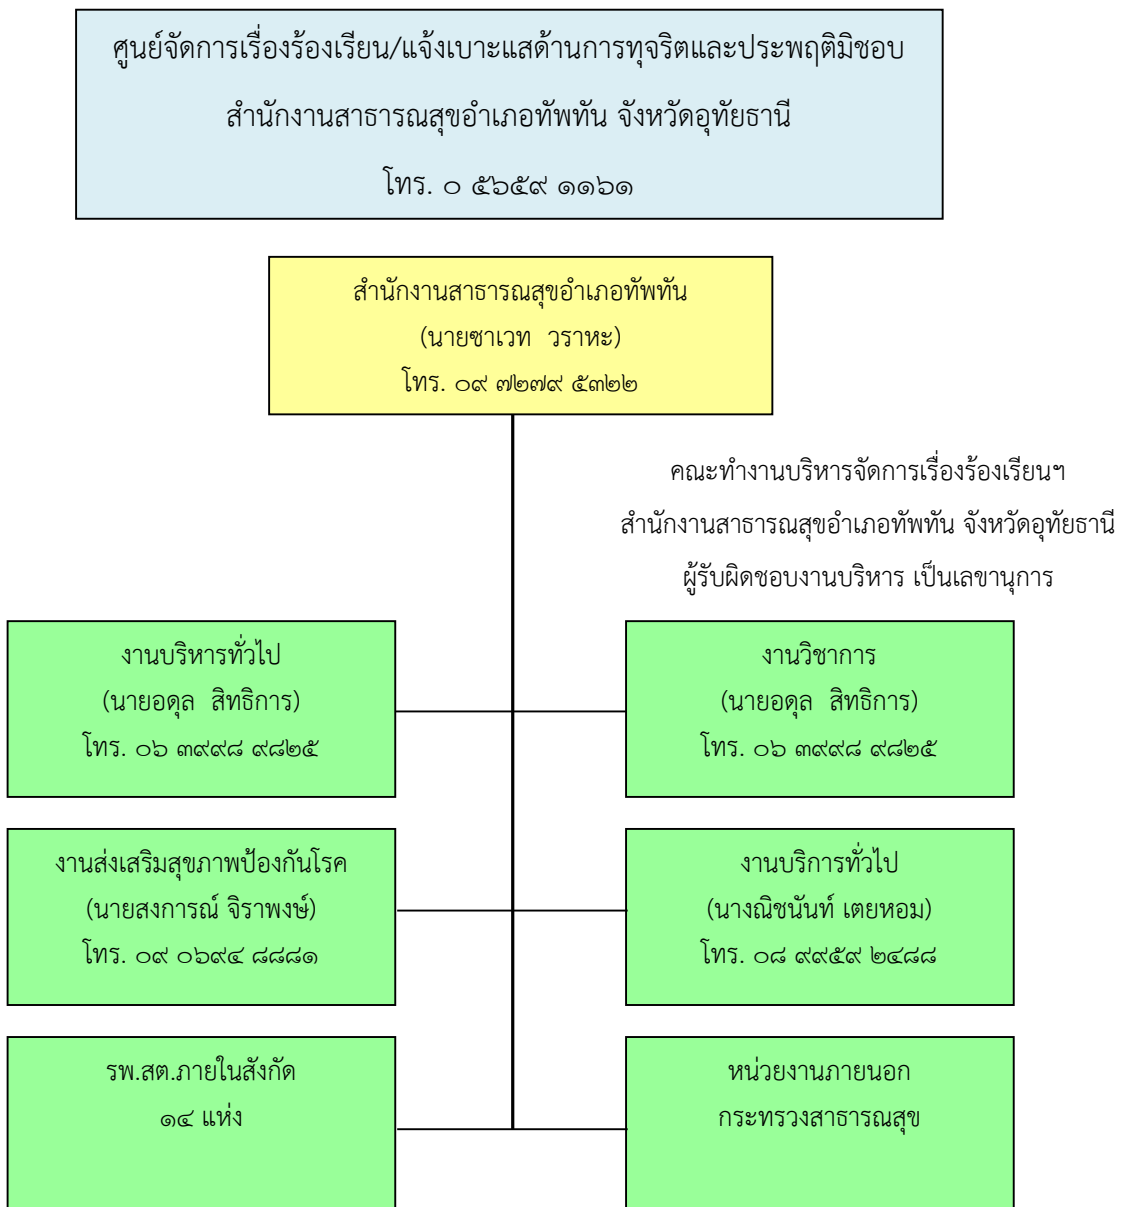 ศูนย์จัดการเรื่องร้องเรียน/แจ้งเบาะแสด้านการทุจริตและประพฤติมิชอบ
สำนักงานสาธารณสุขอำเภอทัพทัน จังหวัดอุทัยธานี
โทร. ๐ ๕๖๕๙ ๑๑๖๑
สำนักงานสาธารณสุขอำเภอทัพทัน
(นายซาเวท  วราหะ)
โทร. ๐๙ ๗๒๗๙ ๕๓๒๒
คณะทำงานบริหารจัดการเรื่องร้องเรียนฯ
สำนักงานสาธารณสุขอำเภอทัพทัน จังหวัดอุทัยธานี
ผู้รับผิดชอบงานบริหาร เป็นเลขานุการ
งานบริหารทั่วไป
(นายอดุล  สิทธิการ)
โทร. ๐๖ ๓๙๙๘ ๙๘๒๕
งานวิชาการ
(นายอดุล  สิทธิการ)
โทร. ๐๖ ๓๙๙๘ ๙๘๒๕
งานส่งเสริมสุขภาพป้องกันโรค
(นายสงการณ์ จิราพงษ์)
โทร. ๐๙ ๐๖๙๔ ๘๘๘๑
งานบริการทั่วไป
(นางณิชนันท์ เตยหอม)
โทร. ๐๘ ๙๙๕๙ ๒๔๘๘
รพ.สต.ภายในสังกัด
๑๔ แห่ง
หน่วยงานภายนอก
กระทรวงสาธารณสุข